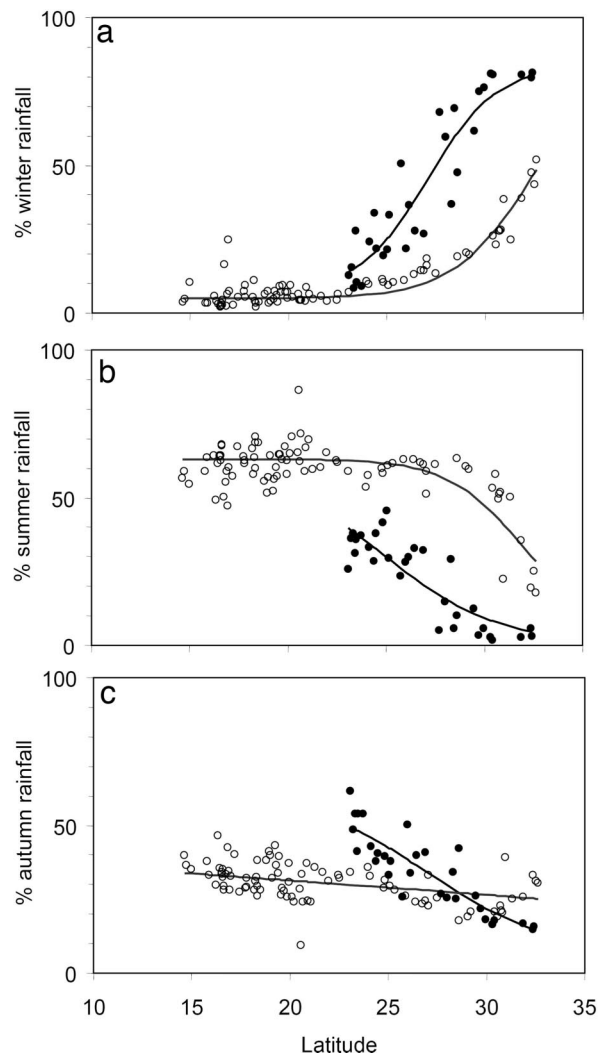 100
a
% winter rainfall
50
0
100
b
% summer rainfall
50
0
100
c
% autumn rainfall
50
0
10 15 20 25 30 35
Latitude